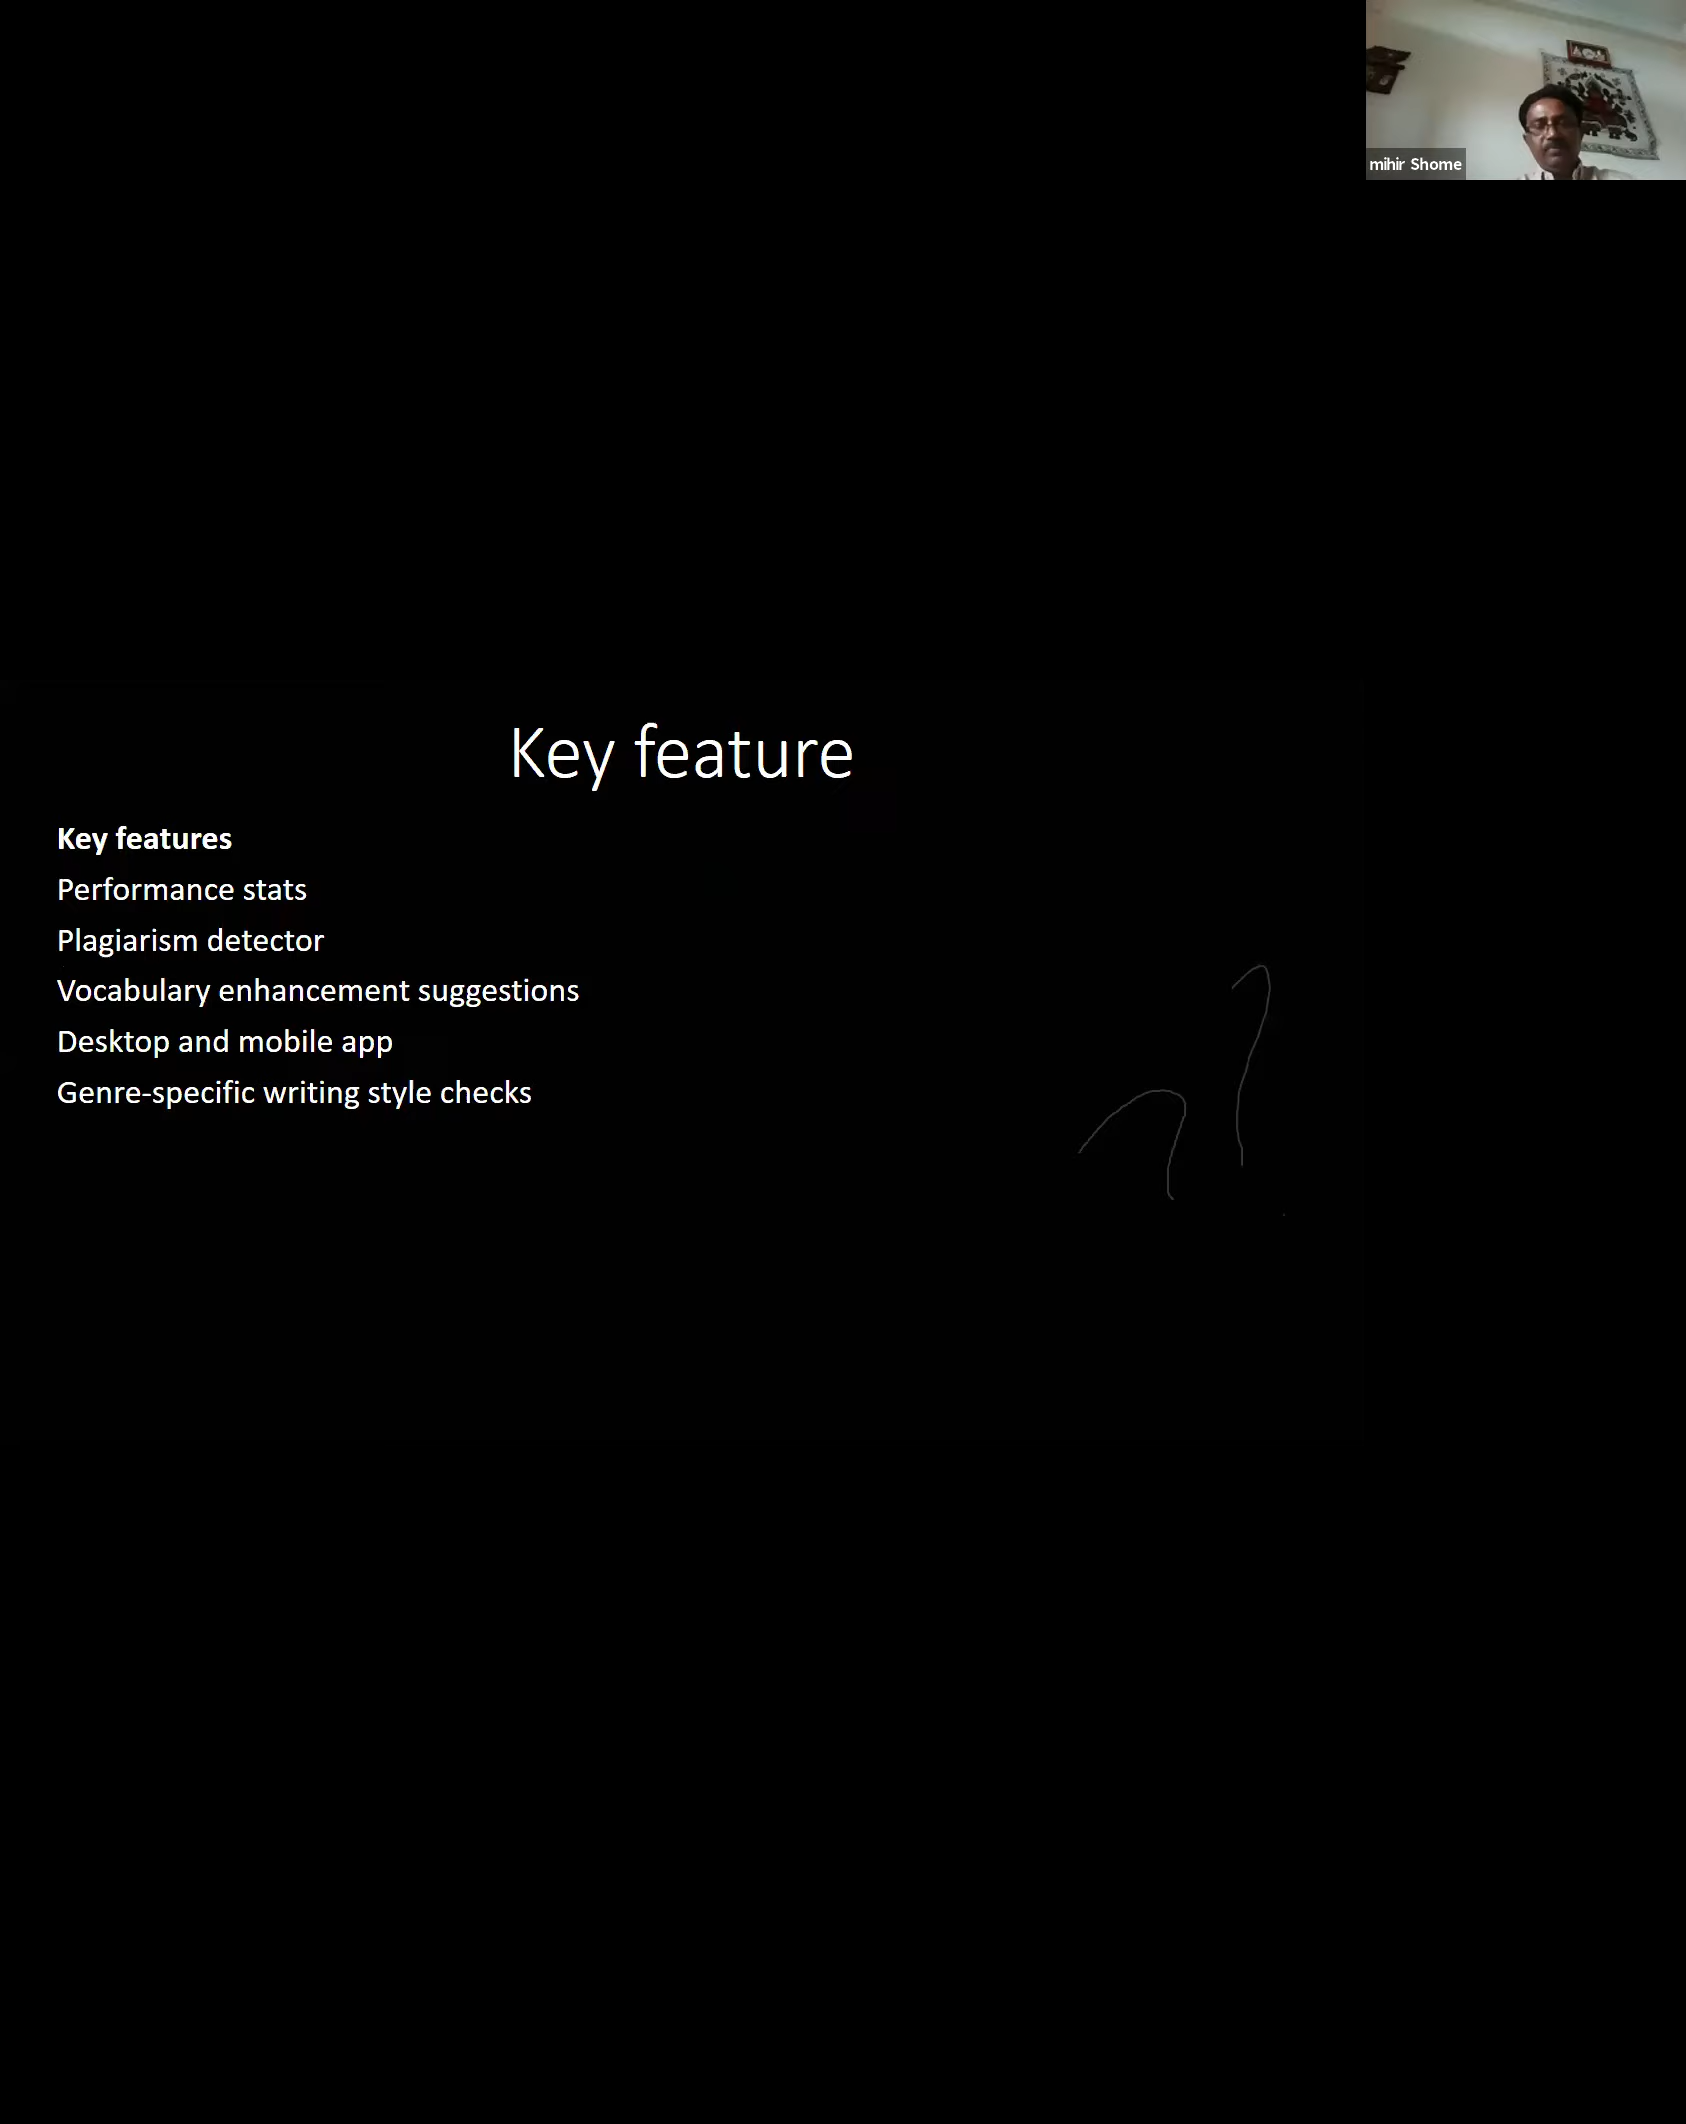 mihir Shome
Key feature
Key features
Performance stats
Plagiarism detector
Vocabulary enhancement suggestions
Desktop and mobile app
Genre-specific writing style checks